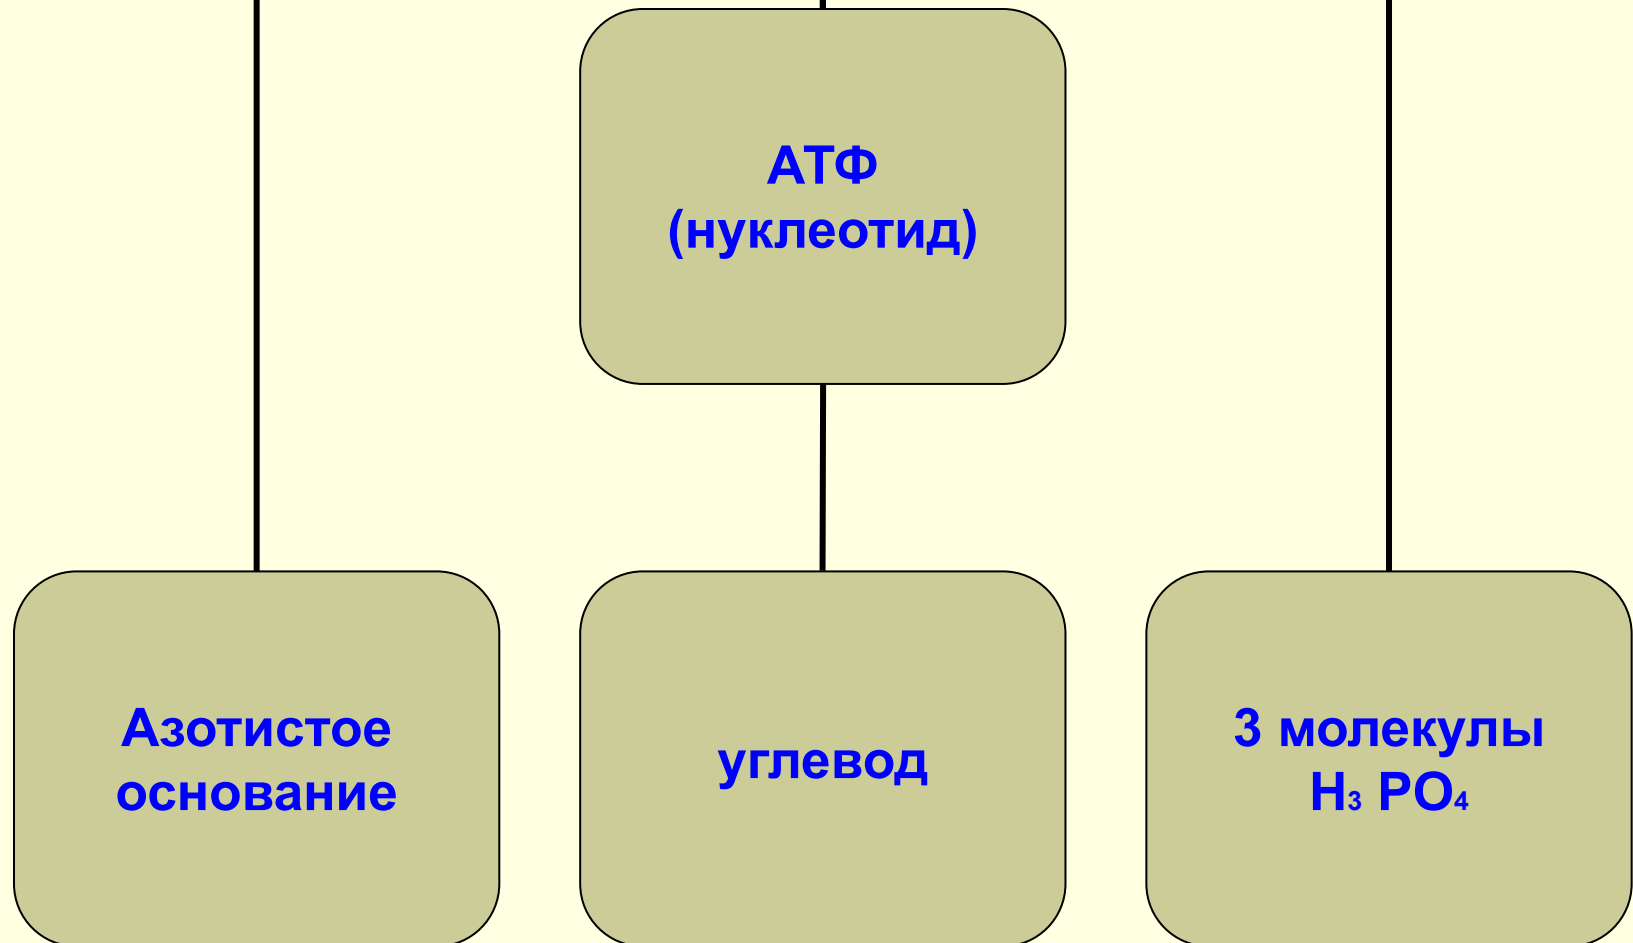 АТФ
(нуклеотид)
Азотистое
основание
углевод
3 молекулы
H₃ PO₄